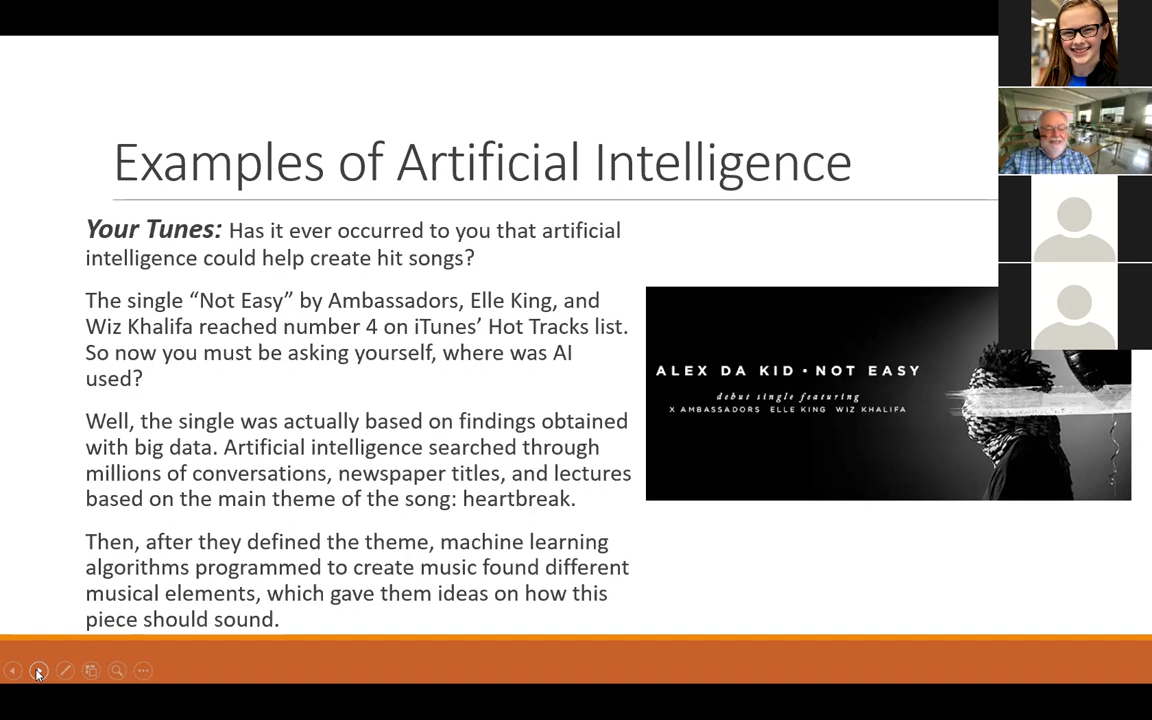 Examples of Artificial Intelligence
Your Tunes: Has it ever occurred to you that artificial
intelligence could help create hit songs?
The single “Not Easy” by Ambassadors, Elle King, and
Wiz Khalifa reached number 4 on iTunes’ Hot Tracks list.
So now you must be asking yourself, where was AI
used?
Well, the single was actually based on findings obtained
with big data. Artificial intelligence searched through
millions of conversations, newspaper titles, and lectures
based on the main theme of the song: heartbreak.
Then, after they defined the theme, machine learning
algorithms programmed to create music found different
musical elements, which gave them ideas on how this
piece should sound.
ALEX DA KID • NOT EASY
debut single featuring
X AMBASSADORS ELLE KING WIZ KHALIFA